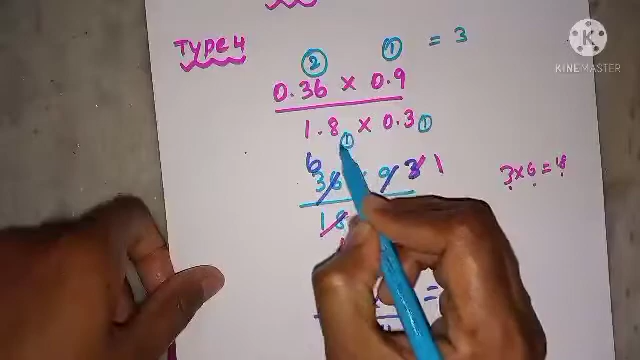 TYPE 4
② ① = 3
0.36 × 0.9
1.8 ① × 0.3 ①
6
36 9 3 1
18
3×6 = 18
=
K
KINEMASTER